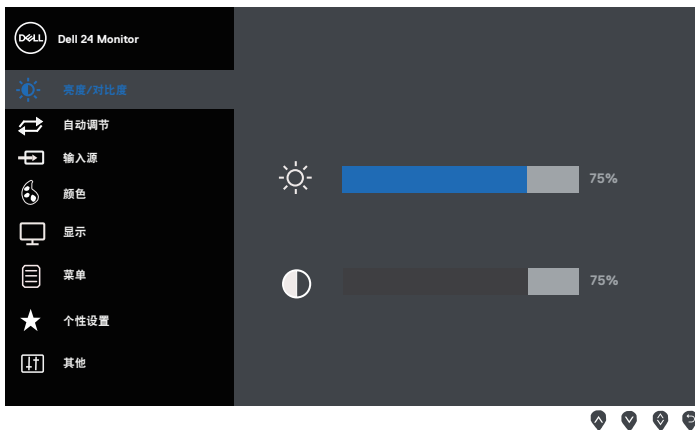 DELL
Dell 24 Monitor
亮度/对比度
自动调节
输入源
颜色
显示
菜单
个性设置
其他
75%
75%